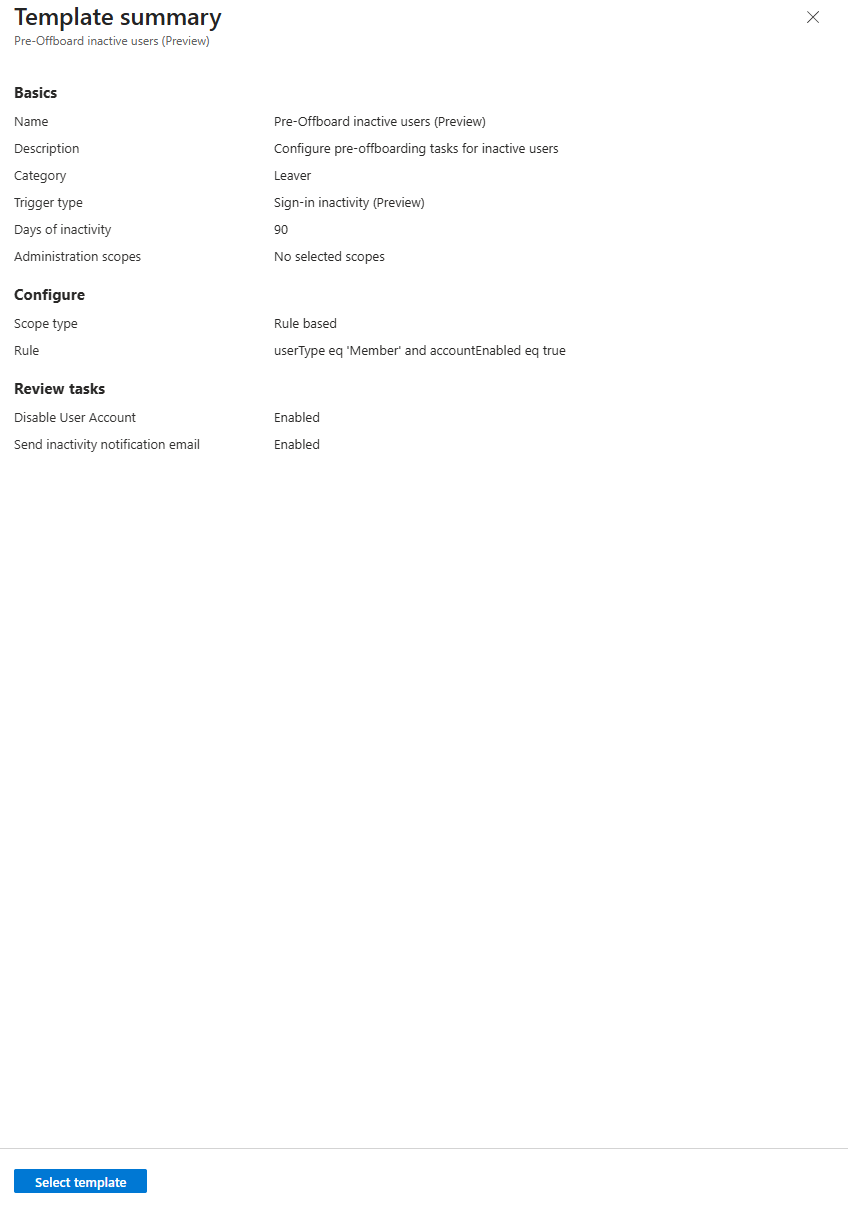 Template summary
Pre-Offboard inactive users (Preview)
Basics
Name Pre-Offboard inactive users (Preview)
Description Configure pre-offboarding tasks for inactive users
Category Leaver
Trigger type Sign-in inactivity (Preview)
Days of inactivity 90
Administration scopes No selected scopes
Configure
Scope type Rule based
Rule userType eq 'Member' and accountEnabled eq true
Review tasks
Disable User Account Enabled
Send inactivity notification email Enabled
Select template